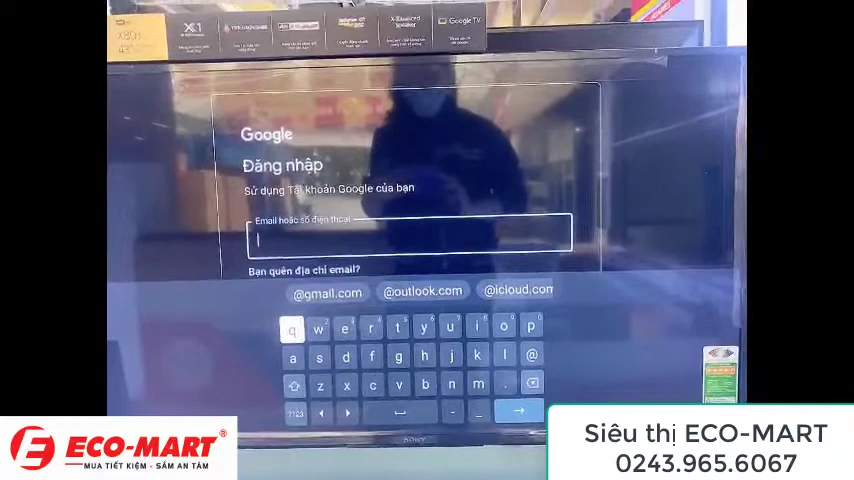 X1
Google TV
Google
Đăng nhập
Sử dụng Tài khoản Google của bạn
Email hoặc số điện thoại
Bạn quên địa chỉ email?
@gmail.com @outlook.com @icloud.com
q w e r t y u i o p
a s d f g h j k l @
z x c v b n m .
?123 - _
SONY
ECO-MART®
MUA TIẾT KIỆM - SẮM AN TÂM
Siêu thị ECO-MART
0243.965.6067